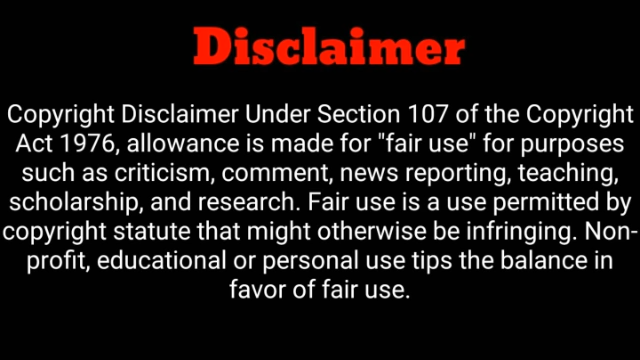 Disclaimer
Copyright Disclaimer Under Section 107 of the Copyright
Act 1976, allowance is made for "fair use" for purposes
such as criticism, comment, news reporting, teaching,
scholarship, and research. Fair use is a use permitted by
copyright statute that might otherwise be infringing. Non-
profit, educational or personal use tips the balance in
favor of fair use.